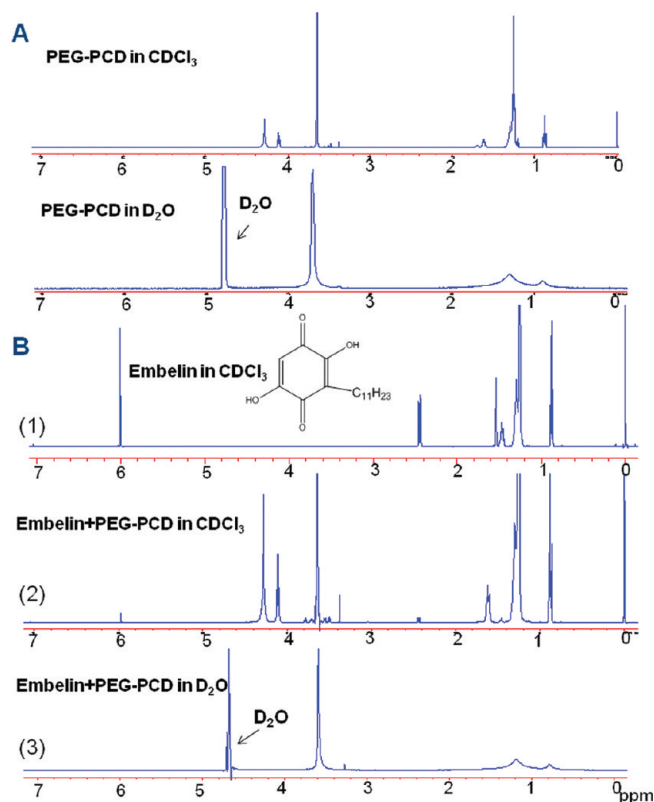 A
PEG-PCD in CDCl3
7 6 5 4 3 2 1 0
PEG-PCD in D2O
D2O
7 6 5 4 3 2 1 0
B
Embelin in CDCl3
O
OH
HO
C11H23
O
(1)
7 6 5 4 3 2 1 0
Embelin+PEG-PCD in CDCl3
(2)
7 6 5 4 3 2 1 0
Embelin+PEG-PCD in D2O
D2O
(3)
7 6 5 4 3 2 1 0 ppm